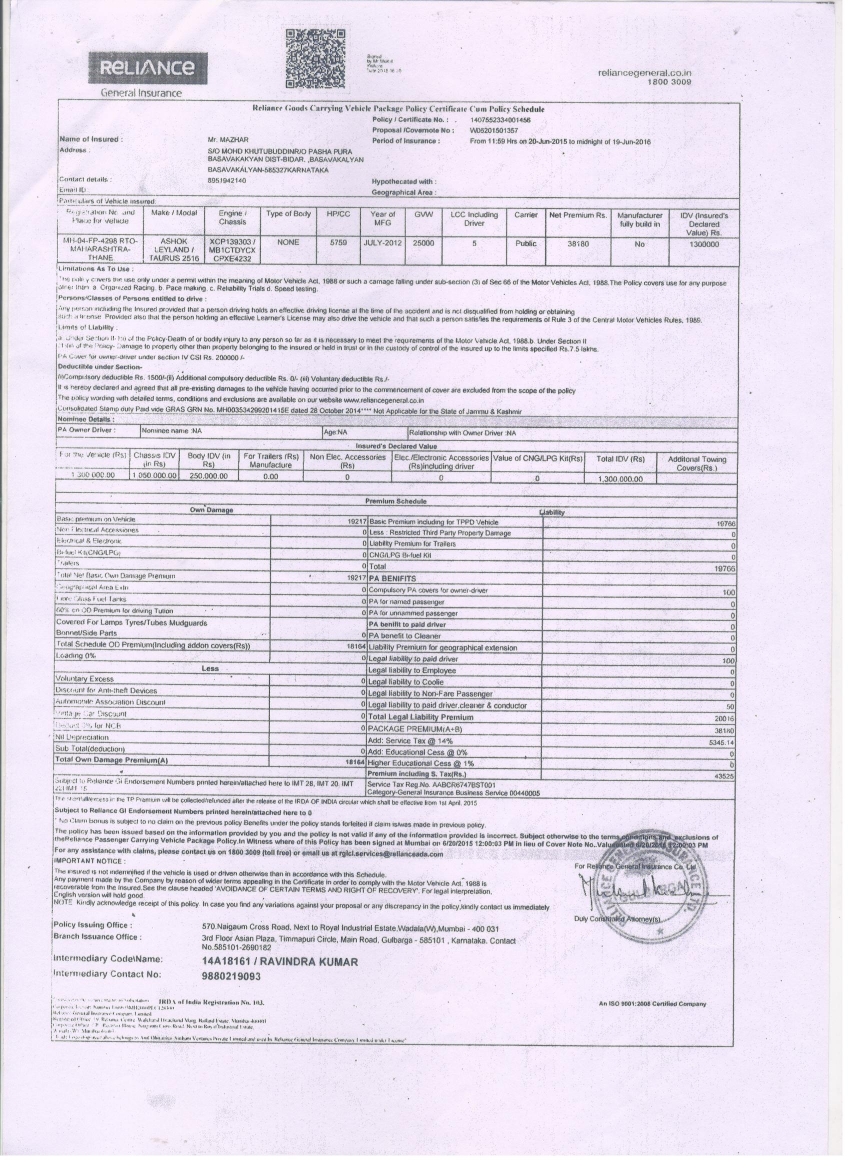 RELIANCE
General Insurance
reliancegeneral.co.in
1800 3009
Reliance Goods Carrying Vehicle Package Policy Certificate Cum Policy Schedule
Policy / Certificate No. : 1407552334001456
Proposal /Covernote No : W06201501357
Name of Insured : Mr. MAZHAR
Period of Insurance : From 11:59 Hrs on 20-Jun-2015 to midnight of 19-Jun-2016
Address : S/O MOHD KHUTUBUDDINR/O PASHA PURA
BASAVAKAKYAN DIST-BIDAR, ,BASAVAKALYAN
BASAVAKALYAN-585327KARNATAKA
Contact details : 8951942140
Hypothecated with :
Email ID :
Geographical Area :
Particulars of Vehicle insured:
Registration No. and Place for vehicle Make / Modal Engine / Chassis Type of Body HP/CC Year of MFG GVW LCC Including Driver Carrier Net Premium Rs. Manufacturer fully build in IDV (Insured's Declared Value) Rs.
MH-04-FP-4298 RTO-MAHARASHTRA-THANE ASHOK LEYLAND / TAURUS 2516 XCP139303 / MB1CTDYCX CPXE4232 NONE 5759 JULY-2012 25000 5 Public 38180 No 1300000
Limitations As To Use :
The policy covers the use only under a permit within the meaning of Motor Vehicle Act, 1988 or such a carnage falling under sub-section (3) of Sec 66 of the Motor Vehicles Act, 1988.The Policy covers use for any purpose
other than a. Organized Racing. b. Pace making. c. Reliability Trials d. Speed testing.
Persons/Classes of Persons entitled to drive :
Any person including the Insured provided that a person driving holds an effective driving license at the time of the accident and is not disqualified from holding or obtaining
such a license. Provided also that the person holding an effective Learner's License may also drive the vehicle and that such a person satisfies the requirements of Rule 3 of the Central Motor Vehicles Rules, 1989.
Limits of Liability :
a. Under Section II-1(i) of the Policy-Death of or bodily injury to any person so far as it is necessary to meet the requirements of the Motor Vehicle Act, 1988.b. Under Section II
of the Policy- Damage to property other than property belonging to the insured or held in trust or in the custody of control of the insured up to the limits specified Rs.7.5 lakhs.
PA Cover for owner-driver under section IV CSI Rs. 200000 /-
Deductible under Section-
(i)Compulsory deductible Rs. 1500/-(ii) Additional compulsory deductible Rs. 0/- (iii) Voluntary deductible Rs./-
It is hereby declared and agreed that all pre-existing damages to the vehicle having occurred prior to the commencement of cover are excluded from the scope of the policy
The policy wording with detailed terms, conditions and exclusions are available on our website www.reliancegeneral.co.in
Consolidated Stamp duty Paid vide GRAS GRN No. MH003534299201415E dated 28 October 2014**** Not Applicable for the State of Jammu & Kashmir
Nominee Details :
PA Owner Driver : Nominee name :NA Age:NA Relationship with Owner Driver :NA
Insured's Declared Value
For the Vehicle (Rs) Chassis IDV (in Rs) Body IDV (in Rs) For Trailers (Rs) Manufacture Non Elec. Accessories (Rs) Elec./Electronic Accessories (Rs)including driver Value of CNG/LPG Kit(Rs) Total IDV (Rs) Additonal Towing Covers(Rs.)
1,300,000.00 1,050,000.00 250,000.00 0.00 0 0 0 1,300,000.00
Premium Schedule
Own Damage Liability
Basic premium on Vehicle 19217 Basic Premium including for TPPD Vehicle 19766
Non Electrical Accessories 0 Less : Restricted Third Party Property Damage 0
Electrical & Electronic 0 Liability Premium for Trailers 0
Bi-fuel Kit(CNG/LPG) 0 CNG/LPG Bi-fuel Kit 0
Trailers 0 Total 19766
Total Net Basic Own Damage Premium 19217 PA BENIFITS
Geographical Area Extn 0 Compulsory PA covers for owner-driver 100
Fibre Glass Fuel Tanks 0 PA for named passenger 0
60% on OD Premium for driving Tution 0 PA for unnamed passenger 0
Covered For Lamps Tyres/Tubes Mudguards PA benifit to paid driver 0
Bonnet/Side Parts 0 PA benefit to Cleaner 0
Total Schedule OD Premium(Including addon covers(Rs)) 18164 Liability Premium for geographical extension 0
Loading 0% 0 Legal liability to paid driver 100
Less Legal liability to Employee 0
Voluntary Excess 0 Legal liability to Coolie 0
Discount for Anti-theft Devices 0 Legal liability to Non-Fare Passenger 0
Automobile Association Discount 0 Legal liability to paid driver,cleaner & conductor 50
Vintage Car Discount 0 Total Legal Liability Premium 20016
for NCB 0 PACKAGE PREMIUM(A+B) 38180
Nil Depreciation Add: Service Tax @ 14% 5345.14
Sub Total(deduction) 0 Add: Educational Cess @ 0% 0
Total Own Damage Premium(A) 18164 Higher Educational Cess @ 1% 0
Premium including S. Tax(Rs.) 43525
Subject to Reliance GI Endorsement Numbers printed herein/attached here to IMT 28, IMT 20, IMT
Service Tax Reg.No. AABCR6747BST001
Category-General Insurance Business Service 00440005
in the TP Premium will be collected/refunded after the release of the IRDA OF INDIA circular which shall be effective from 1st April, 2015
Subject to Reliance GI Endorsement Numbers printed herein/attached here to 0
No Claim bonus is subject to no claim on the previous policy Benefits under the policy stands forfeited if claim is/was made in previous policy.
The policy has been issued based on the information provided by you and the policy is not valid if any of the information provided is incorrect. Subject otherwise to the terms,conditions and exclusions of
theReliance Passenger Carrying Vehicle Package Policy.In Witness where of this Policy has been signed at Mumbai on 6/20/2015 12:00:03 PM in lieu of Cover Note No..
For any assistance with claims, please contact us on 1800 3009 (toll free) or email us at rgicl.services@relianceada.com
IMPORTANT NOTICE :
The insured is not indemnified if the vehicle is used or driven otherwise than in accordance with this Schedule.
Any payment made by the Company by reason of wider terms appealing in the Certificate in order to comply with the Motor Vehicle Act, 1988 is
recoverable from the Insured.See the clause headed 'AVOIDANCE OF CERTAIN TERMS AND RIGHT OF RECOVERY'. For legal interpretation,
English version will hold good.
NOTE Kindly acknowledge receipt of this policy. In case you find any variations against your proposal or any discrepancy in the policy,kindly contact us immediately
For Reliance General Insurance Co. Ltd
Duly Constituted Attorney(s)
Policy Issuing Office : 570,Naigaum Cross Road, Next to Royal Industrial Estate,Wadala(W),Mumbai - 400 031
Branch Issuance Office : 3rd Floor Asian Plaza, Timmapuri Circle, Main Road, Gulbarga - 585101 , Karnataka. Contact
No.585101-2690182
Intermediary Code/Name: 14A18161 / RAVINDRA KUMAR
Intermediary Contact No: 9880219093
IRDA of India Registration No. 103.
An ISO 9001:2008 Certified Company
Reliance General Insurance Company Limited.